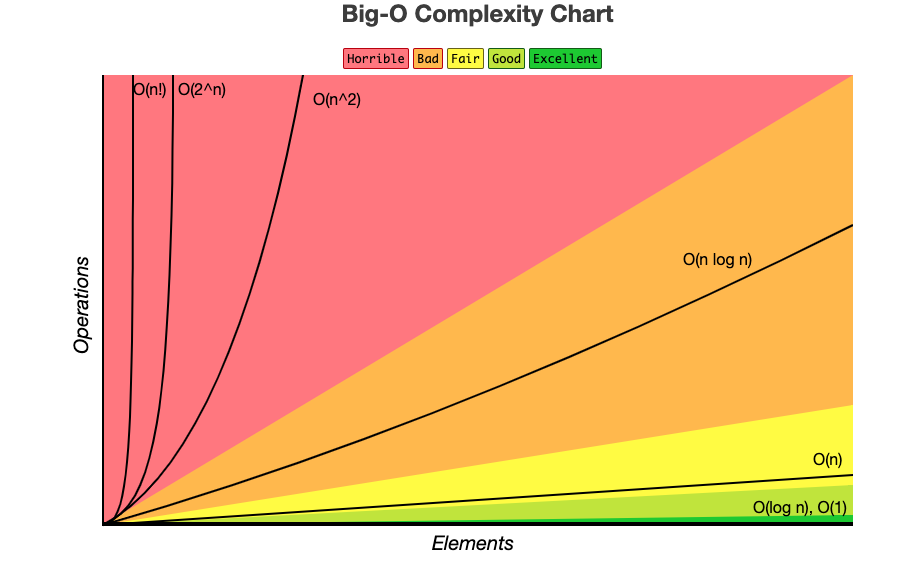 Big-O Complexity Chart
Horrible Bad Fair Good Excellent
O(n!) O(2^n)
O(n^2)
O(n log n)
Operations
O(n)
O(log n), O(1)
Elements